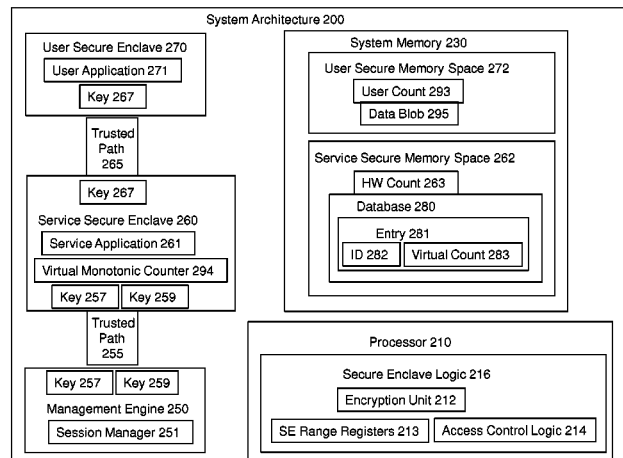 System Architecture 200
User Secure Enclave 270
User Application 271
Key 267
Trusted
Path
265
Key 267
Service Secure Enclave 260
Service Application 261
Virtual Monotonic Counter 294
Key 257
Key 259
Trusted
Path
255
Key 257
Key 259
Management Engine 250
Session Manager 251
System Memory 230
User Secure Memory Space 272
User Count 293
Data Blob 295
Service Secure Memory Space 262
HW Count 263
Database 280
Entry 281
ID 282
Virtual Count 283
Processor 210
Secure Enclave Logic 216
Encryption Unit 212
SE Range Registers 213
Access Control Logic 214